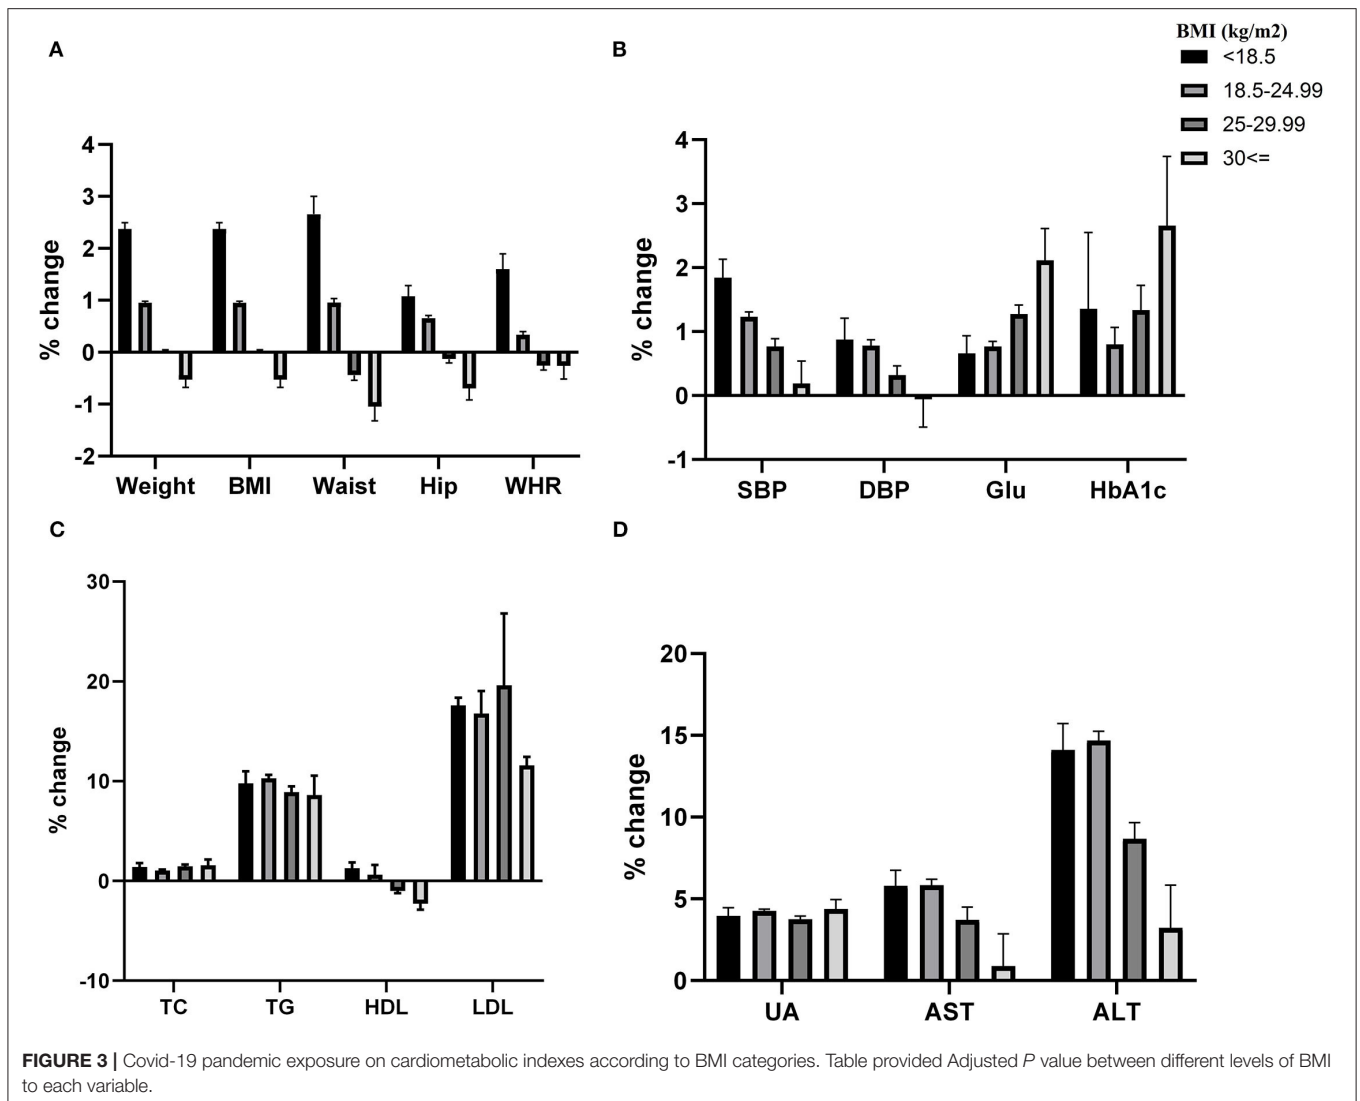 A
B
BMI (kg/m2)
<18.5
18.5-24.99
25-29.99
30<=
% change
4
3
2
1
0
-1
-2
Weight BMI Waist Hip WHR
% change
4
3
2
1
0
-1
SBP DBP Glu HbA1c
C
D
% change
30
20
10
0
-10
TC TG HDL LDL
% change
20
15
10
5
0
UA AST ALT
FIGURE 3 | Covid-19 pandemic exposure on cardiometabolic indexes according to BMI categories. Table provided Adjusted P value between different levels of BMI
to each variable.